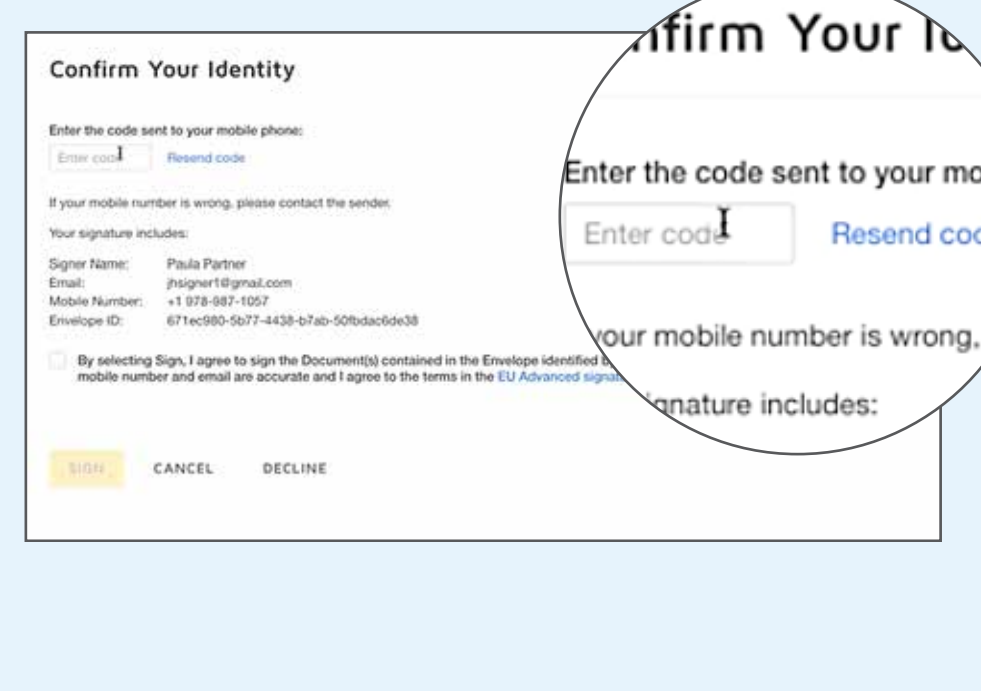 Confirm Your Identity
Enter the code sent to your mobile phone:
Enter code Resend code
If your mobile number is wrong, please contact the sender.
Your signature includes:
Signer Name: Paula Partner
Email: jhsigner1@gmail.com
Mobile Number: +1 978-987-1057
Envelope ID: 671ec980-5b77-4438-b7ab-50fbdac6de38
By selecting Sign, I agree to sign the Document(s) contained in the Envelope identified
mobile number and email are accurate and I agree to the terms in the EU Advanced
SIGN CANCEL DECLINE
nfirm Your Id
Enter the code sent to your mo
Enter code Resend cod
your mobile number is wrong,
ignature includes: